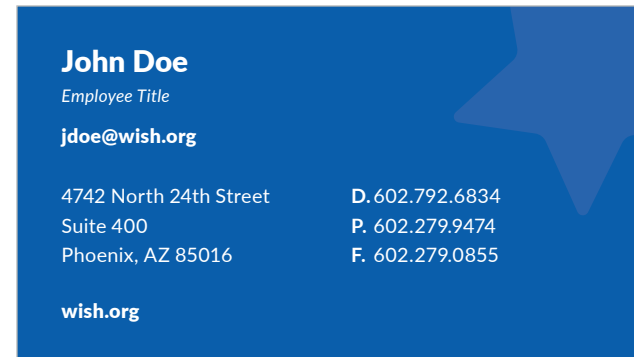 John Doe
Employee Title
jdoe@wish.org
4742 North 24th Street
Suite 400
Phoenix, AZ 85016
D. 602.792.6834
P. 602.279.9474
F. 602.279.0855
wish.org